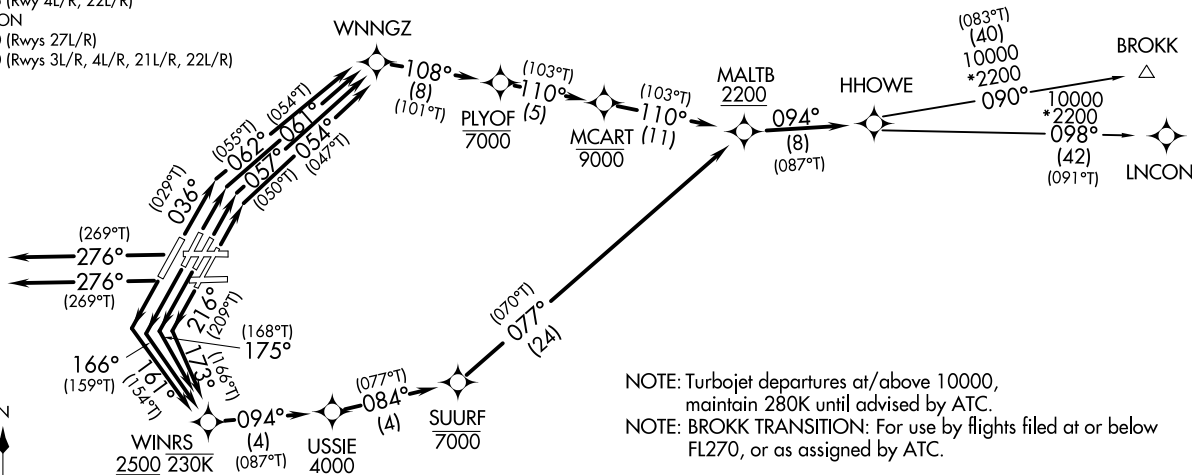 (Rwy 4L/R, 22L/R)
ON
(Rwys 27L/R)
(Rwys 3L/R, 4L/R, 21L/R, 22L/R)
WNNGZ
108°
(8)
(101°T)
(103°T)
110°
(5)
PLYOF
7000
(103°T)
110°
(11)
MCART
9000
MALTB
2200
094°
(8)
(087°T)
HHOWE
(083°T)
(40)
10000
*2200
090°
BROKK
10000
*2200
098°
(42)
(091°T)
LNCON
(055°T)
062°
(054°T)
061°
057°
(050°T)
054°
(047°T)
(029°T)
036°
(269°T)
276°
276°
(269°T)
216°
(209°T)
(168°T)
175°
166°
(159°T)
161°
(154°T)
173°
(166°T)
WINRS
2500 230K
094°
(4)
(087°T)
USSIE
4000
(077°T)
084°
(4)
SUURF
7000
(070°T)
077°
(24)
NOTE: Turbojet departures at/above 10000,
maintain 280K until advised by ATC.
NOTE: BROKK TRANSITION: For use by flights filed at or below
FL270, or as assigned by ATC.